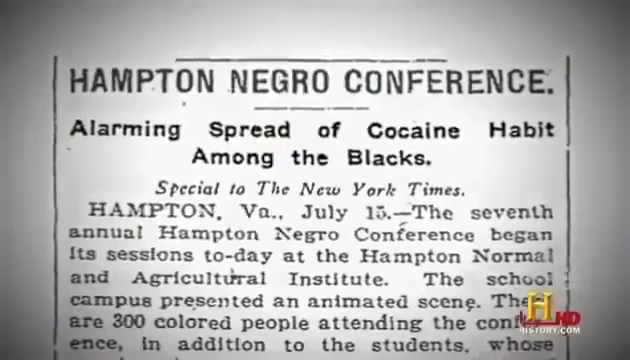 HAMPTON NEGRO CONFERENCE.
Alarming Spread of Cocaine Habit
Among the Blacks.
Special to The New York Times.
HAMPTON, Va., July 15.—The seventh
annual Hampton Negro Conference began
its sessions to-day at the Hampton Normal
and Agricultural Institute. The school
campus presented an animated scene.
are 300 colored people attending the
ence, in addition to the students, whose
H HD
HISTORY.COM